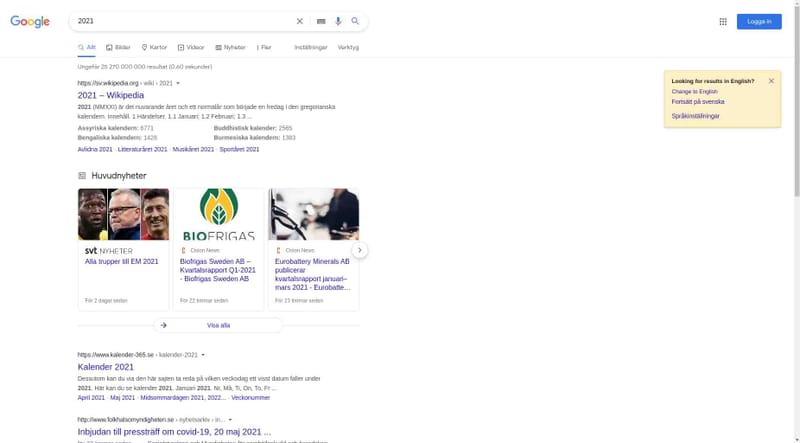 Google
2021
Logga in
Allt
Bilder
Kartor
Videor
Nyheter
Fler
Inställningar
Verktyg
Ungefär 25 270 000 000 resultat (0,60 sekunder)
https://sv.wikipedia.org › wiki › 2021
2021 – Wikipedia
2021 (MMXXI) är det nuvarande året och ett normalår som började en fredag i den gregorianska
kalendern. Innehåll. 1 Händelser. 1.1 Januari; 1.2 Februari; 1.3 ...
Assyriska kalendern: 6771 Buddhistisk kalender: 2565
Bengaliska kalendern: 1428 Burmesiska kalendern: 1383
Avlidna 2021 · Litteraturåret 2021 · Musikåret 2021 · Sportåret 2021
Looking for results in English?
Change to English
Fortsätt på svenska
Språkinställningar
Huvudnyheter
BIOFRIGAS
svt NYHETER
Alla trupper till EM 2021
För 2 dagar sedan
Cision News
Biofrigas Sweden AB –
Kvartalsrapport Q1-2021
- Biofrigas Sweden AB
För 22 timmar sedan
Cision News
Eurobattery Minerals AB
publicerar
kvartalsrapport januari–
mars 2021 - Eurobatte...
För 23 timmar sedan
Visa alla
https://www.kalender-365.se › kalender-2021
Kalender 2021
Dessutom kan du via den här sajten ta reda på vilken veckodag ett visst datum faller under
2021. Här kan du se kalender 2021. Januari 2021. Nr, Må, Ti, On, To, Fr ...
April 2021 · Maj 2021 · Midsommardagen 2021, 2022... · Veckonummer
http://www.folkhalsomyndigheten.se › nyhetsarkiv › in...
Inbjudan till pressträff om covid-19, 20 maj 2021 ...